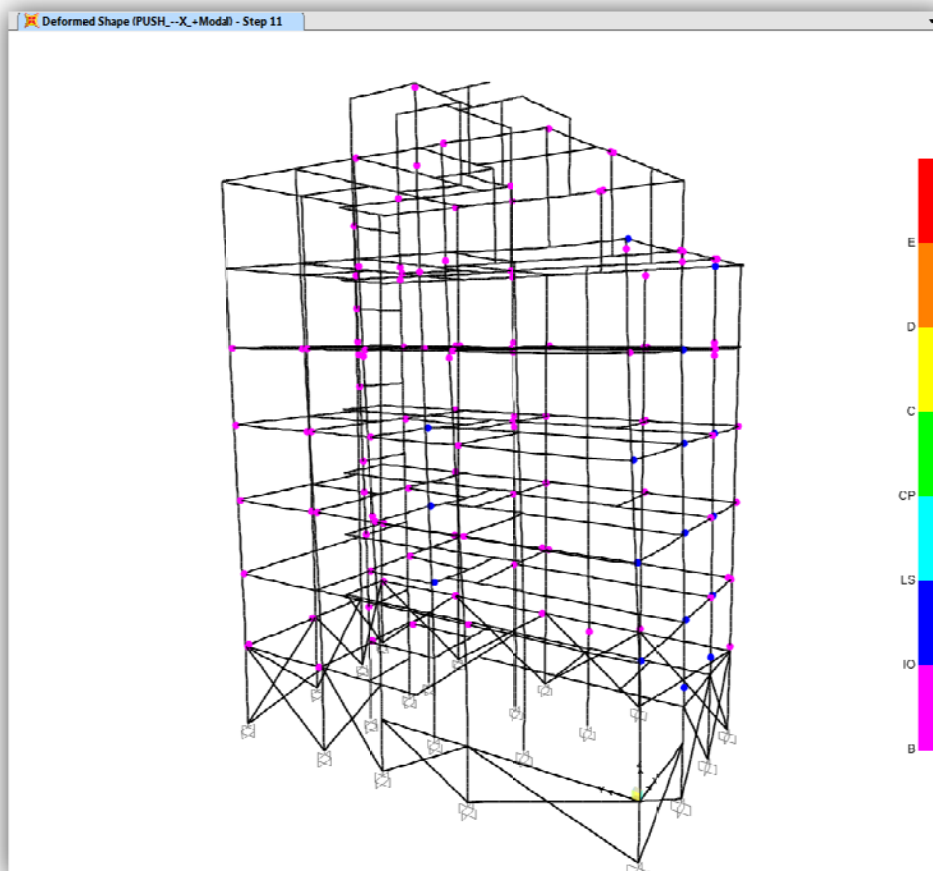 Deformed Shape (PUSH_--X_+Modal) - Step 11
E
D
C
CP
LS
IO
B